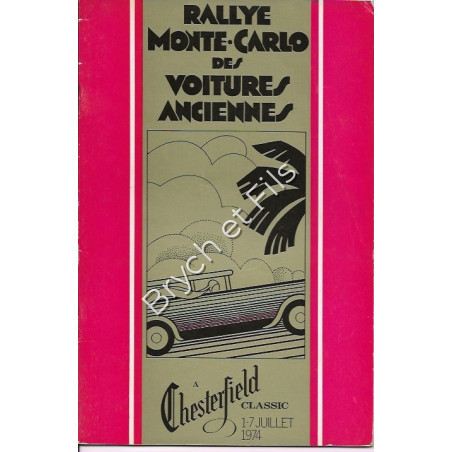 RALLYE
MONTE-CARLO
DES
VOITURES
ANCIENNES
Brych et Fils
A
Chesterfield
CLASSIC
1-7 JUILLET
1974